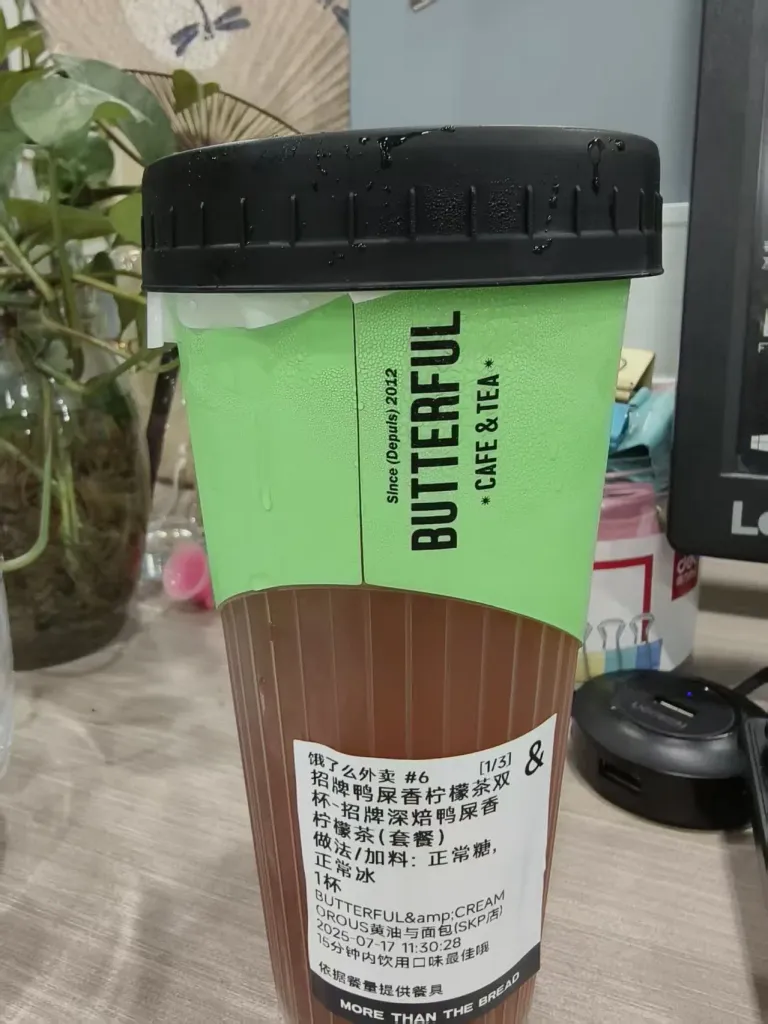 Since (Depuis) 2012
BUTTERFUL
* CAFE & TEA *
饿了么外卖 #6 [1/3] &
招牌鸭屎香柠檬茶双
杯~招牌深焙鸭屎香
柠檬茶(套餐)
做法/加料: 正常糖,
正常冰
1杯
BUTTERFUL&amp;CREAM
OROUS黄油与面包(SKP店)
2025-07-17 11:30:28
15分钟内饮用口味最佳哦
依据餐量提供餐具
MORE THAN THE BREAD
deli
Le